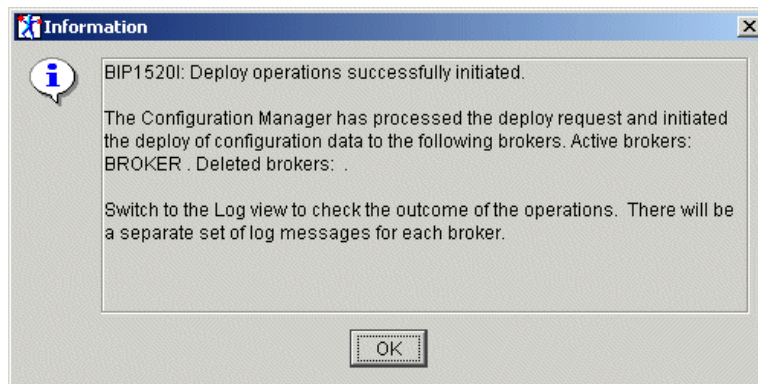 Information
BIP1520I: Deploy operations successfully initiated.
The Configuration Manager has processed the deploy request and initiated
the deploy of configuration data to the following brokers. Active brokers:
BROKER . Deleted brokers:  .
Switch to the Log view to check the outcome of the operations.  There will be
a separate set of log messages for each broker.
OK